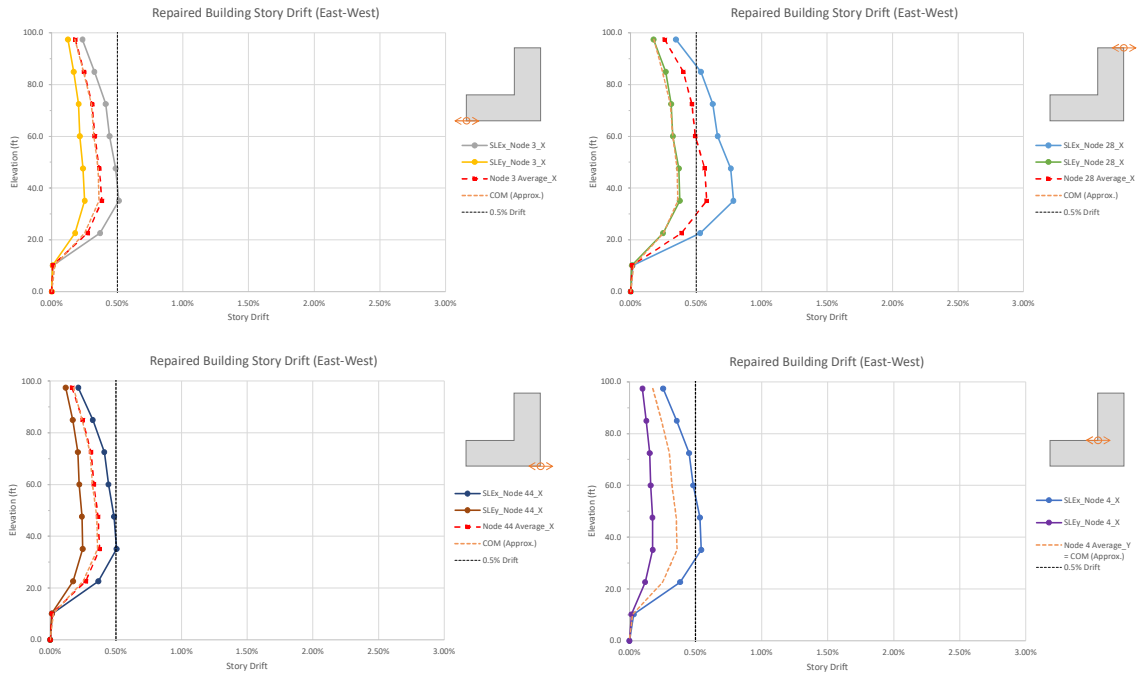 Repaired Building Story Drift (East-West)
100.0
80.0
60.0
40.0
20.0
0.0
Elevation (ft)
0.00%
0.50%
1.00%
1.50%
2.00%
2.50%
3.00%
Story Drift
SLEx_Node 3_X
SLEy_Node 3_X
Node 3 Average_X
COM (Approx.)
0.5% Drift
Repaired Building Story Drift (East-West)
100.0
80.0
60.0
40.0
20.0
0.0
Elevation (ft)
0.00%
0.50%
1.00%
1.50%
2.00%
2.50%
3.00%
Story Drift
SLEx_Node 28_X
SLEy_Node 28_X
Node 28 Average_X
COM (Approx.)
0.5% Drift
Repaired Building Story Drift (East-West)
100.0
80.0
60.0
40.0
20.0
0.0
Elevation (ft)
0.00%
0.50%
1.00%
1.50%
2.00%
2.50%
3.00%
Story Drift
SLEx_Node 44_X
SLEy_Node 44_X
Node 44 Average_X
COM (Approx.)
0.5% Drift
Repaired Building Drift (East-West)
100.0
80.0
60.0
40.0
20.0
0.0
Elevation (ft)
0.00%
0.50%
1.00%
1.50%
2.00%
2.50%
3.00%
Story Drift
SLEx_Node 4_X
SLEy_Node 4_X
Node 4 Average_Y
= COM (Approx.)
0.5% Drift